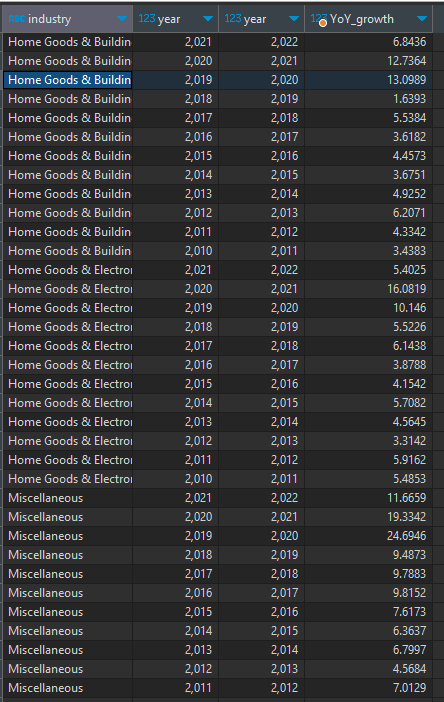 ABC industry 123 year 123 year 123 YoY_growth
Home Goods & Buildin 2,021 2,022 6.8436
Home Goods & Buildin 2,020 2,021 12.7364
Home Goods & Buildin 2,019 2,020 13.0989
Home Goods & Buildin 2,018 2,019 1.6393
Home Goods & Buildin 2,017 2,018 5.5384
Home Goods & Buildin 2,016 2,017 3.6182
Home Goods & Buildin 2,015 2,016 4.4573
Home Goods & Buildin 2,014 2,015 3.6751
Home Goods & Buildin 2,013 2,014 4.9252
Home Goods & Buildin 2,012 2,013 6.2071
Home Goods & Buildin 2,011 2,012 4.3342
Home Goods & Buildin 2,010 2,011 3.4383
Home Goods & Electror 2,021 2,022 5.4025
Home Goods & Electror 2,020 2,021 16.0819
Home Goods & Electror 2,019 2,020 10.146
Home Goods & Electror 2,018 2,019 5.5226
Home Goods & Electror 2,017 2,018 6.1438
Home Goods & Electror 2,016 2,017 3.8788
Home Goods & Electror 2,015 2,016 4.1542
Home Goods & Electror 2,014 2,015 5.7082
Home Goods & Electror 2,013 2,014 4.5645
Home Goods & Electror 2,012 2,013 3.3142
Home Goods & Electror 2,011 2,012 5.9162
Home Goods & Electror 2,010 2,011 5.4853
Miscellaneous 2,021 2,022 11.6659
Miscellaneous 2,020 2,021 19.3342
Miscellaneous 2,019 2,020 24.6946
Miscellaneous 2,018 2,019 9.4873
Miscellaneous 2,017 2,018 9.7883
Miscellaneous 2,016 2,017 9.8152
Miscellaneous 2,015 2,016 7.6173
Miscellaneous 2,014 2,015 6.3637
Miscellaneous 2,013 2,014 6.7997
Miscellaneous 2,012 2,013 4.5684
Miscellaneous 2,011 2,012 7.0129